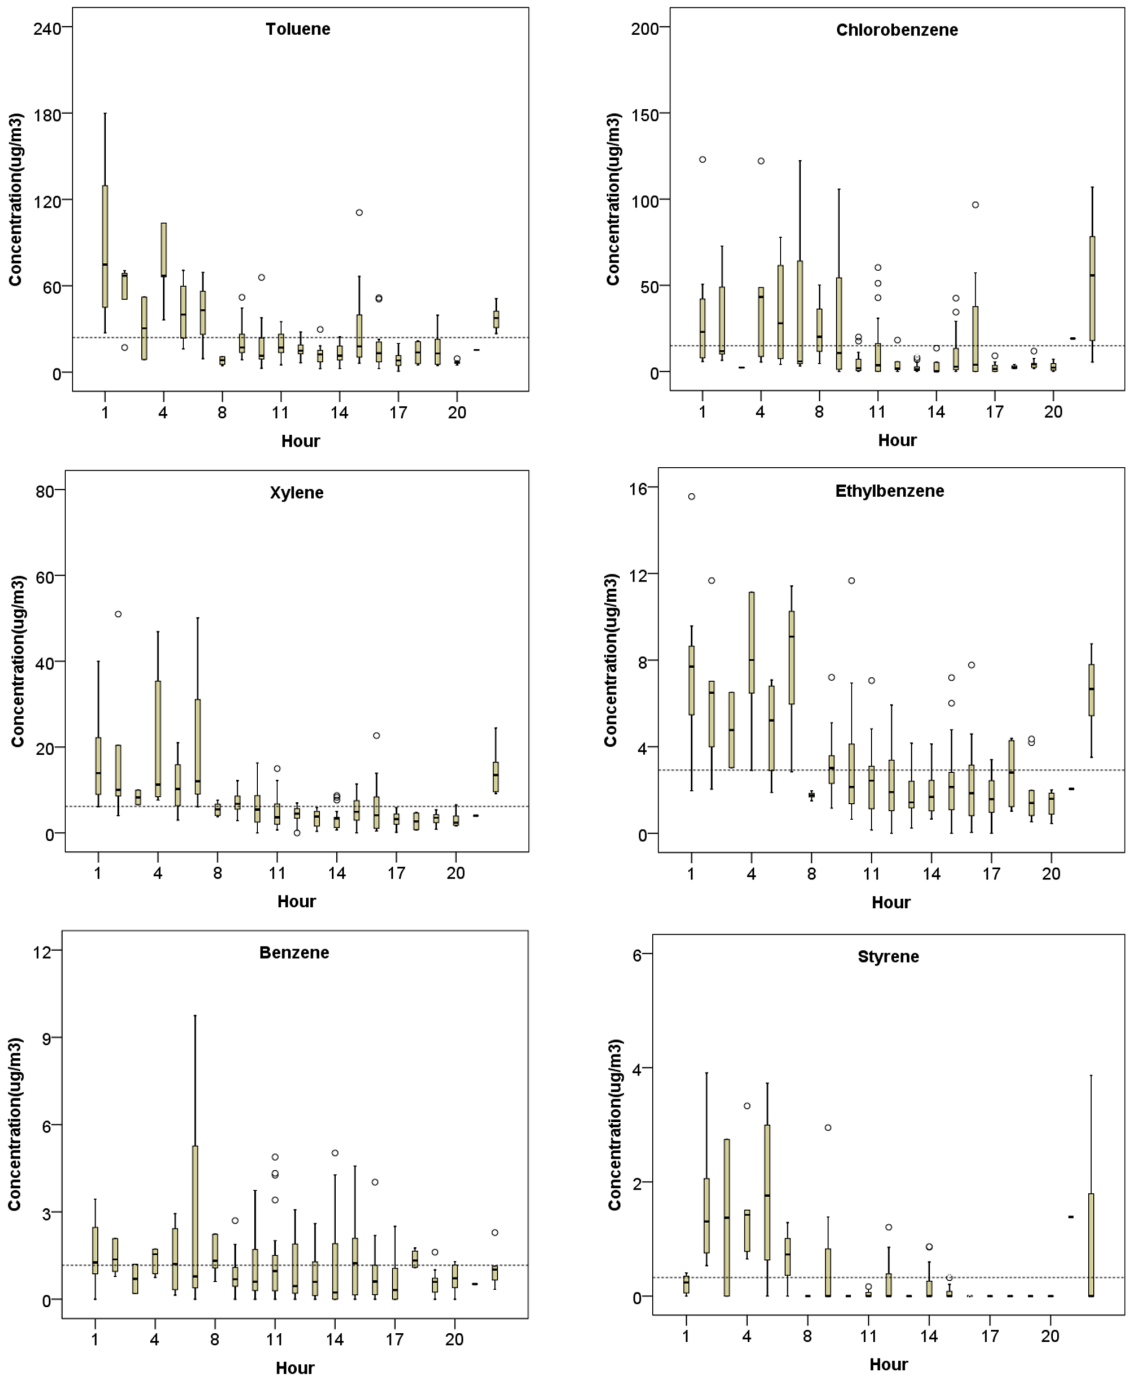 Toluene
240
180
120
60
0
Concentration(ug/m3)
1 4 8 11 14 17 20
Hour
Chlorobenzene
200
150
100
50
0
Concentration(ug/m3)
1 4 8 11 14 17 20
Hour
Xylene
80
60
40
20
0
Concentration(ug/m3)
1 4 8 11 14 17 20
Hour
Ethylbenzene
16
12
8
4
0
Concentration(ug/m3)
1 4 8 11 14 17 20
Hour
Benzene
12
9
6
3
0
Concentration(ug/m3)
1 4 8 11 14 17 20
Hour
Styrene
6
4
2
0
Concentration(ug/m3)
1 4 8 11 14 17 20
Hour